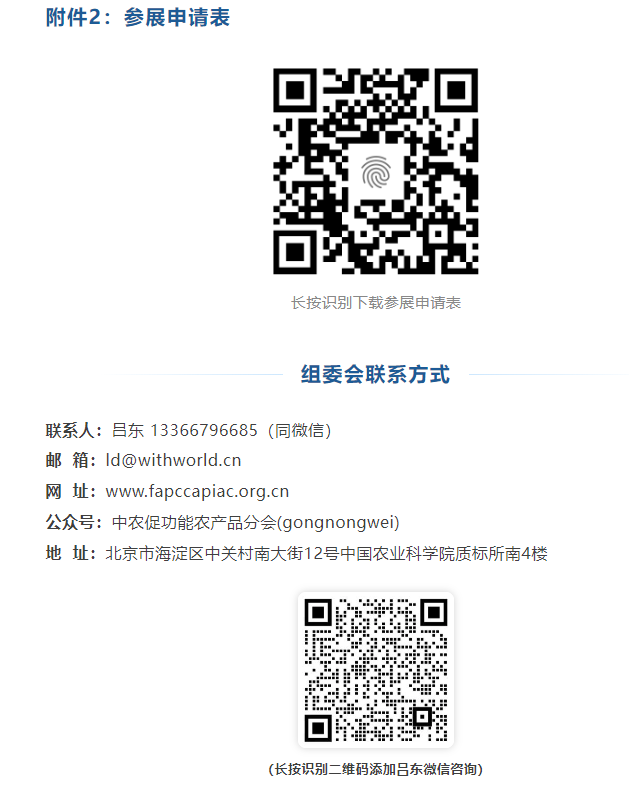 附件2：参展申请表
长按识别下载参展申请表
组委会联系方式
联系人：吕东 13366796685（同微信）
邮 箱：ld@withworld.cn
网 址：www.fapccapiac.org.cn
公众号：中农促功能农产品分会(gongnongwei)
地 址：北京市海淀区中关村南大街12号中国农业科学院质标所南4楼
(长按识别二维码添加吕东微信咨询)